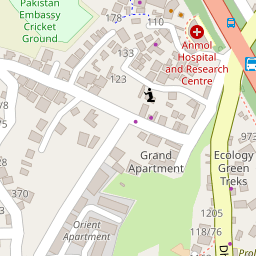 Pakistan
Embassy
Cricket
Ground
178
110
133
123
Anmol
Hospital
and Research
Centre
Grand
Apartment
Ecology
Green
Treks
370
Orient
Apartment
1205
118/76